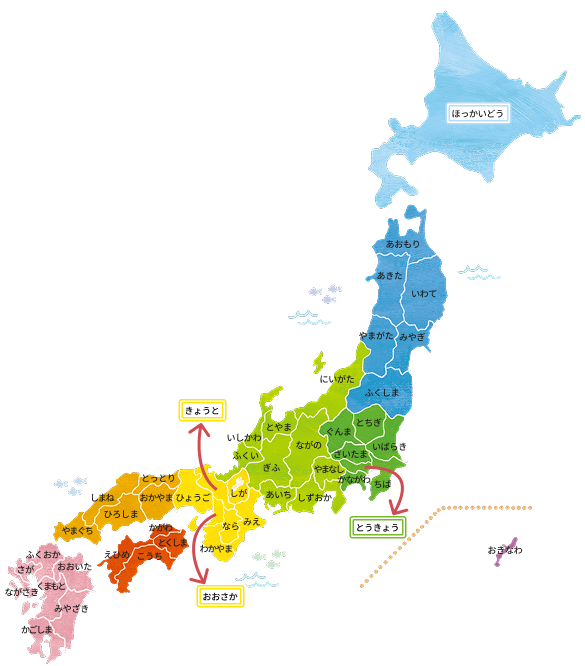 ほっかいどう
あおもり
あきた
いわて
やまがた
みやぎ
にいがた
ふくしま
きょうと
とやま
とちぎ
ぐんま
いしかわ
ながの
いばらき
ふくい
さいたま
ぎふ
やまなし
かながわ
ちば
とっとり
しまね
おかやま
ひょうご
しが
あいち
しずおか
ひろしま
みえ
なら
とうきょう
やまぐち
かがわ
とくしま
わかやま
えひめ
こうち
おきなわ
ふくおか
さが
おおいた
ながさき
くまもと
おおさか
みやざき
かごしま